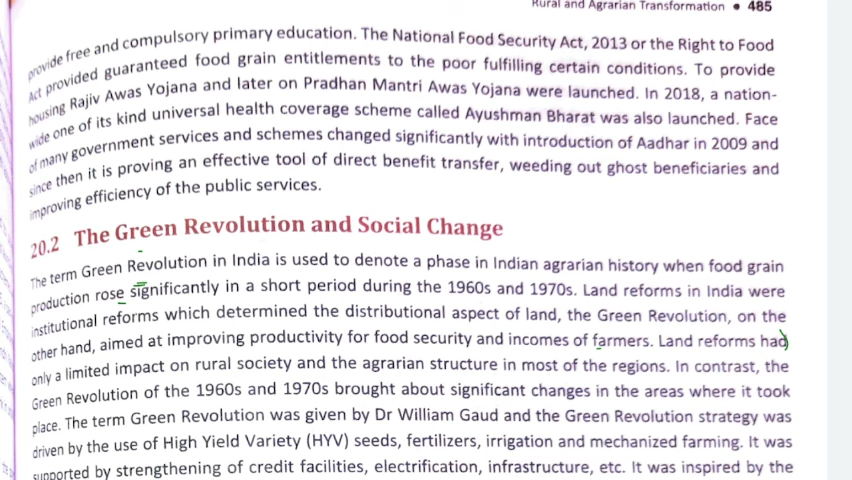 Rural and Agrarian Transformation • 485
provide free and compulsory primary education. The National Food Security Act, 2013 or the Right to Food
Act provided guaranteed food grain entitlements to the poor fulfilling certain conditions. To provide
housing Rajiv Awas Yojana and later on Pradhan Mantri Awas Yojana were launched. In 2018, a nation-
wide one of its kind universal health coverage scheme called Ayushman Bharat was also launched. Face
of many government services and schemes changed significantly with introduction of Aadhar in 2009 and
since then it is proving an effective tool of direct benefit transfer, weeding out ghost beneficiaries and
improving efficiency of the public services.
20.2 The Green Revolution and Social Change
The term Green Revolution in India is used to denote a phase in Indian agrarian history when food grain
production rose significantly in a short period during the 1960s and 1970s. Land reforms in India were
institutional reforms which determined the distributional aspect of land, the Green Revolution, on the
other hand, aimed at improving productivity for food security and incomes of farmers. Land reforms had
only a limited impact on rural society and the agrarian structure in most of the regions. In contrast, the
Green Revolution of the 1960s and 1970s brought about significant changes in the areas where it took
place. The term Green Revolution was given by Dr William Gaud and the Green Revolution strategy was
driven by the use of High Yield Variety (HYV) seeds, fertilizers, irrigation and mechanized farming. It was
supported by strengthening of credit facilities, electrification, infrastructure, etc. It was inspired by the